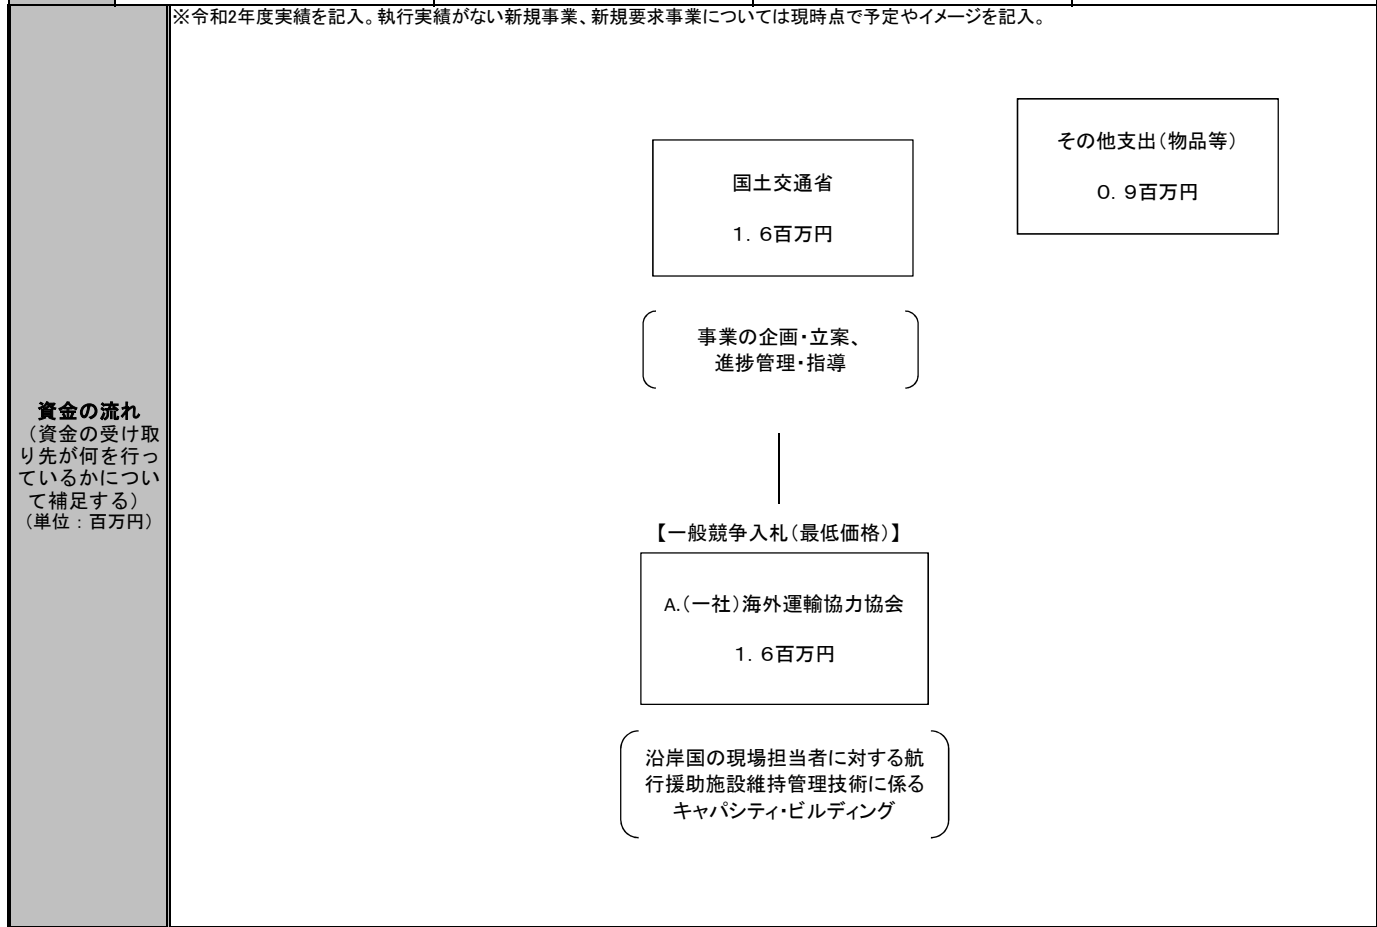 ※令和2年度実績を記入。執行実績がない新規事業、新規要求事業については現時点で予定やイメージを記入。
資金の流れ
(資金の受け取
り先が何を行っ
ているかについ
て補足する)
(単位:百万円)
国土交通省
1.6百万円
その他支出(物品等)
0.9百万円
事業の企画・立案、
進捗管理・指導
【一般競争入札(最低価格)】
A.(一社)海外運輸協力協会
1.6百万円
沿岸国の現場担当者に対する航
行援助施設維持管理技術に係る
キャパシティ・ビルディング